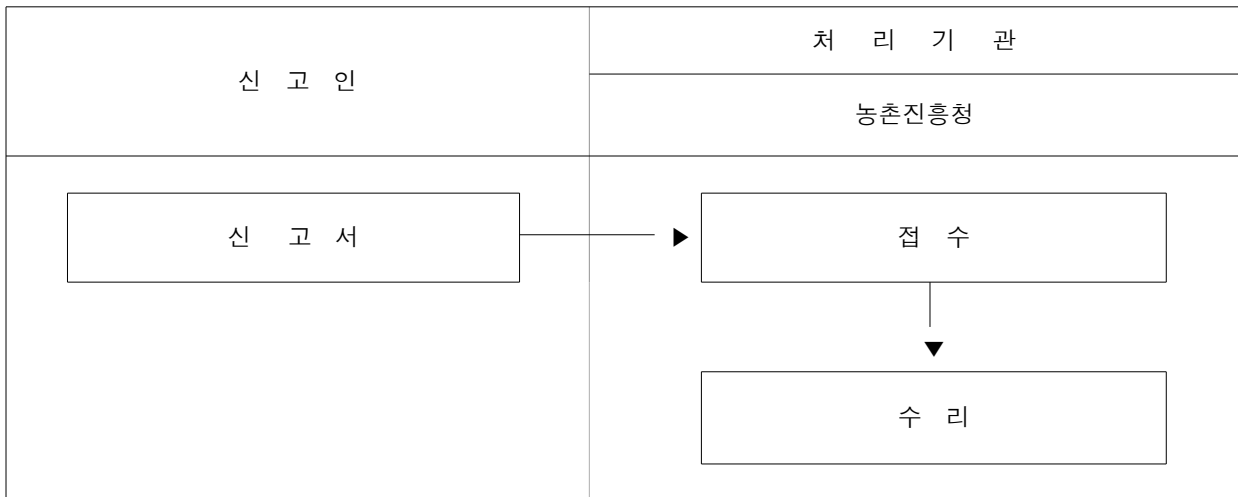 신 고 인
처 리 기 관
농촌진흥청
신 고 서
접 수
수 리